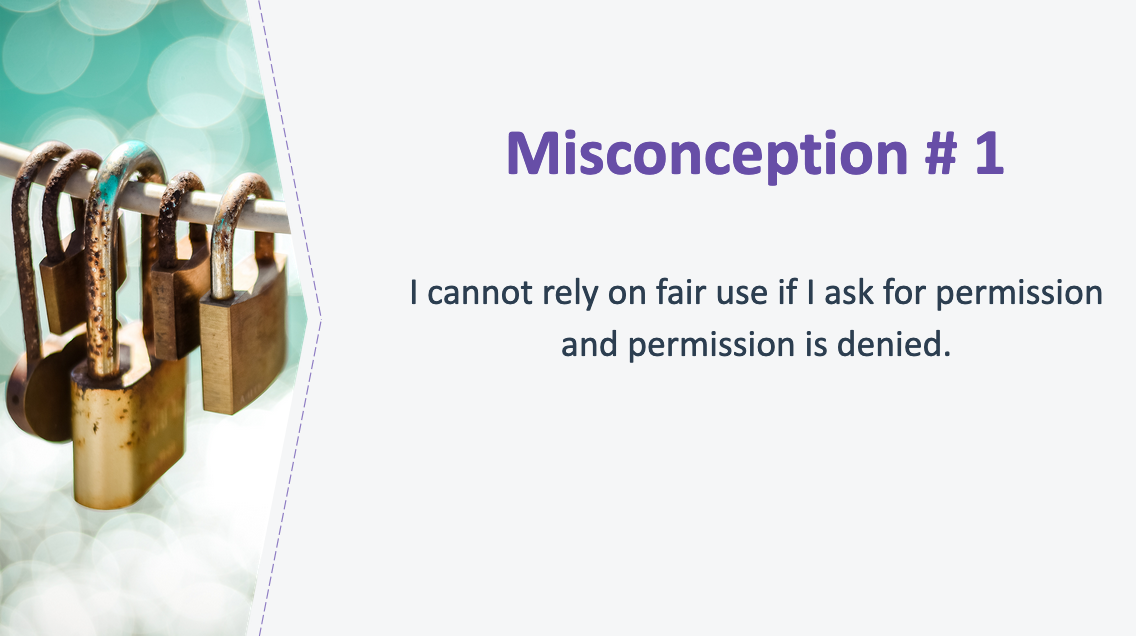 Misconception # 1
I cannot rely on fair use if I ask for permission
and permission is denied.